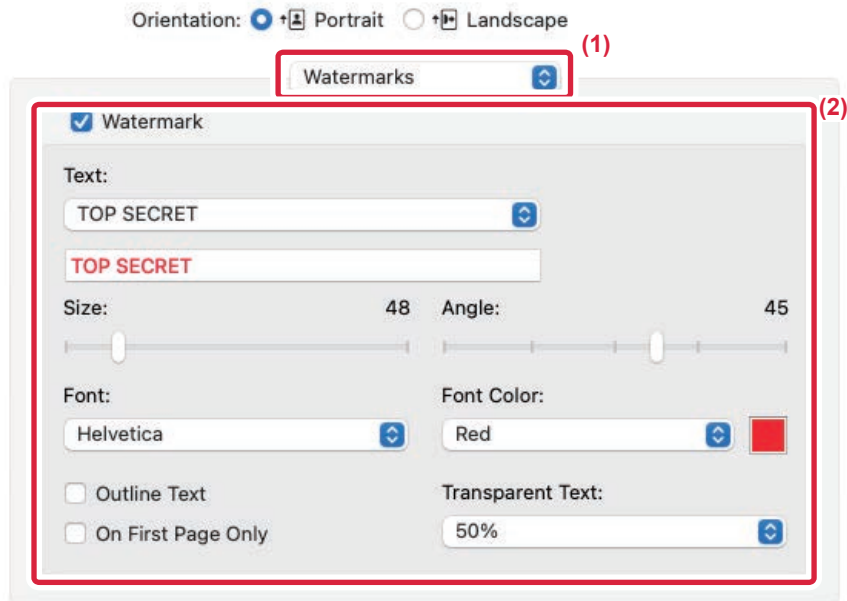 Orientation: Portrait Landscape
(1)
Watermarks
(2)
Watermark
Text:
TOP SECRET
TOP SECRET
Size: 48 Angle: 45
Font: Font Color:
Helvetica Red
Outline Text Transparent Text:
On First Page Only 50%